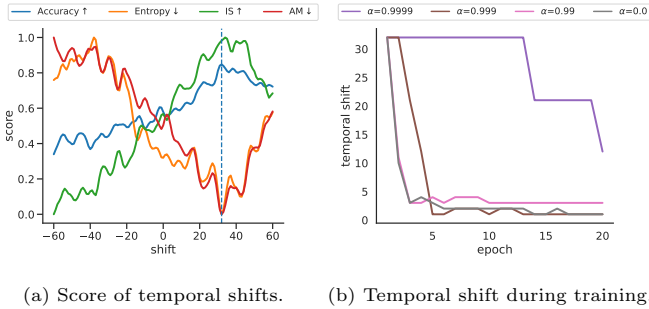 Accuracy ↑ Entropy ↓ IS ↑ AM ↓
1.0
0.8
0.6
0.4
0.2
0.0
score
−60 −40 −20 0 20 40 60
shift
(a) Score of temporal shifts.
α=0.9999 α=0.999 α=0.99 α=0.0
30
25
20
15
10
5
0
temporal shift
5 10 15 20
epoch
(b) Temporal shift during training